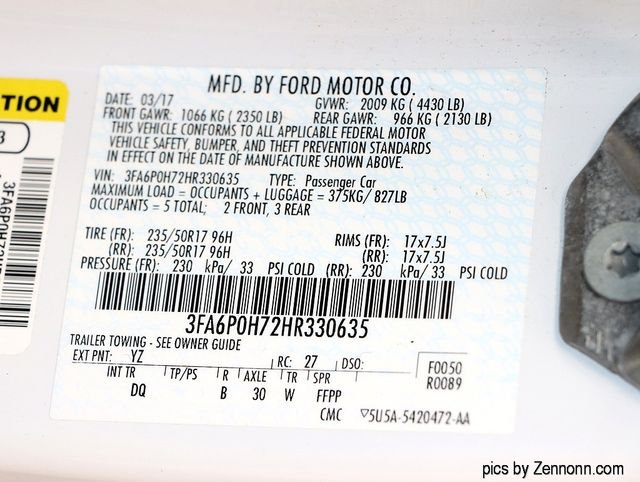 TION
3
3FA6P0H72H
MFD. BY FORD MOTOR CO.
DATE: 03/17 GVWR: 2009 KG ( 4430 LB)
FRONT GAWR: 1066 KG ( 2350 LB) REAR GAWR: 966 KG ( 2130 LB)
THIS VEHICLE CONFORMS TO ALL APPLICABLE FEDERAL MOTOR
VEHICLE SAFETY, BUMPER, AND THEFT PREVENTION STANDARDS
IN EFFECT ON THE DATE OF MANUFACTURE SHOWN ABOVE.
VIN: 3FA6P0H72HR330635 TYPE: Passenger Car
MAXIMUM LOAD = OCCUPANTS + LUGGAGE = 375KG/ 827LB
OCCUPANTS = 5 TOTAL; 2 FRONT, 3 REAR
TIRE (FR): 235/50R17 96H RIMS (FR): 17x7.5J
(RR): 235/50R17 96H (RR): 17x7.5J
PRESSURE (FR): 230 kPa/ 33 PSI COLD (RR): 230 kPa/ 33 PSI COLD
3FA6P0H72HR330635
TRAILER TOWING - SEE OWNER GUIDE
EXT PNT: YZ RC: 27 DSO: F0050
R0089
INT TR TP/PS R AXLE TR SPR
DQ B 30 W FFPP
CMC ▽5U5A-5420472-AA
pics by Zennonn.com